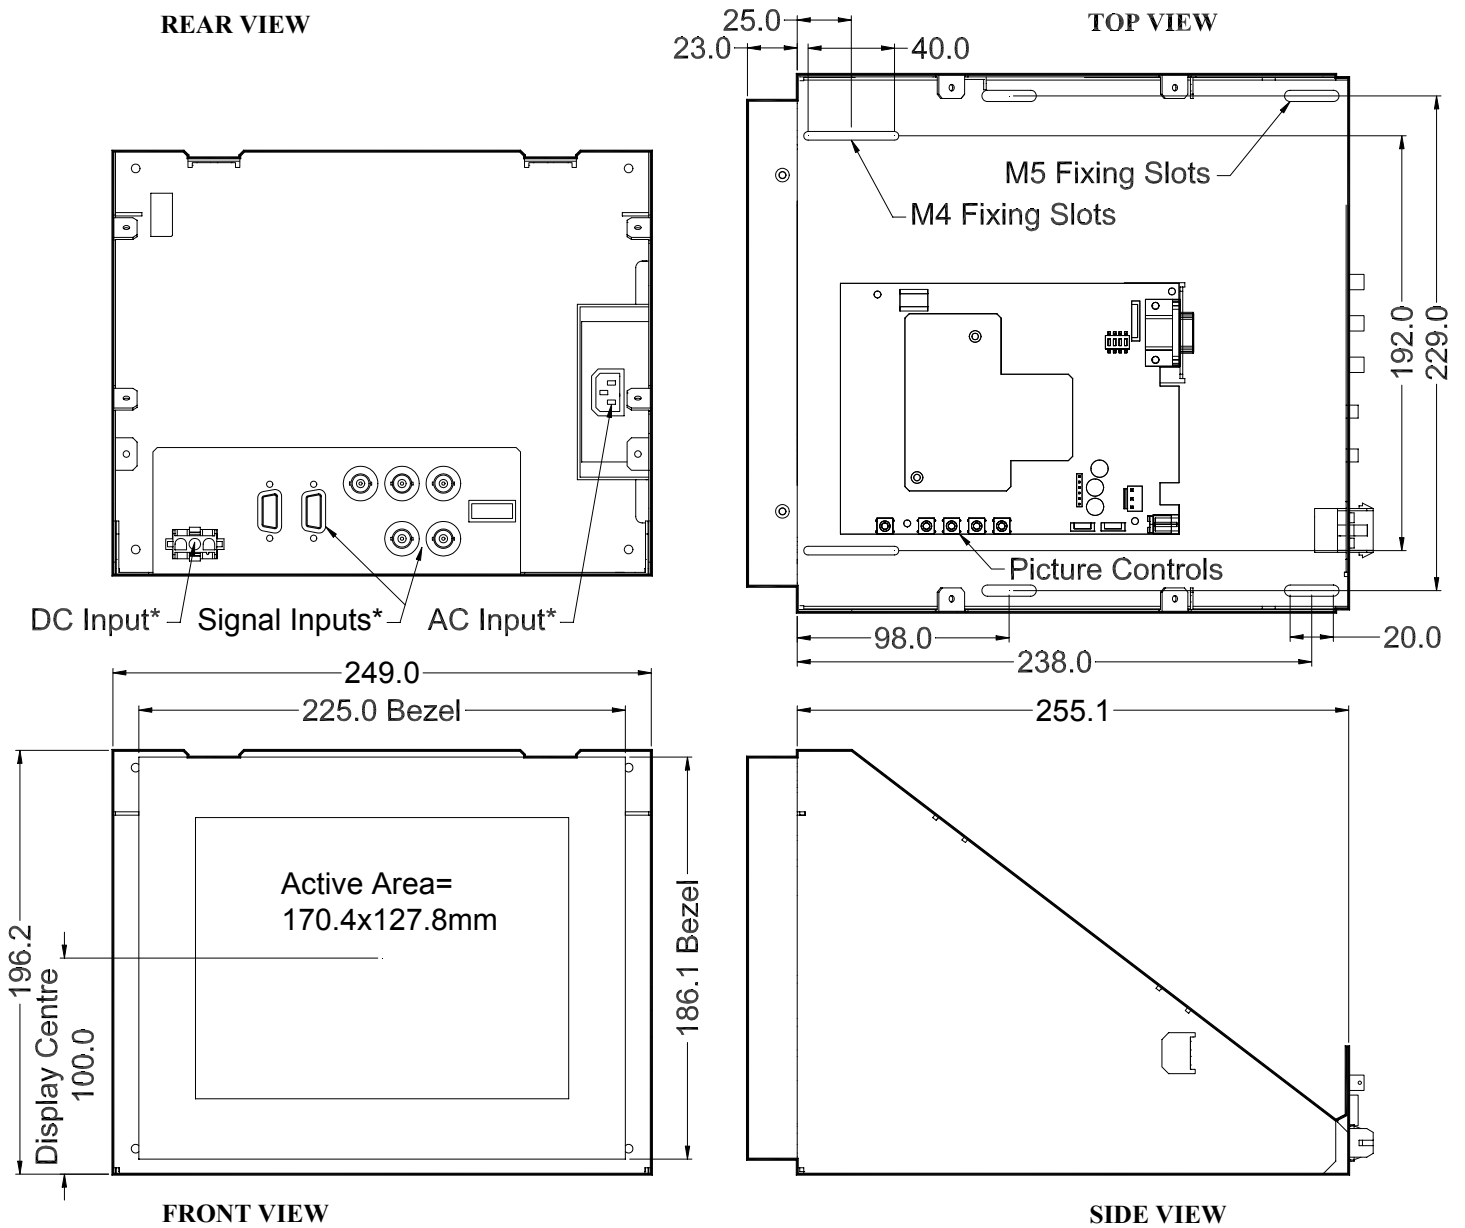 REAR VIEW
TOP VIEW
25.0
23.0
40.0
M5 Fixing Slots
M4 Fixing Slots
192.0
229.0
Picture Controls
DC Input*
Signal Inputs*
AC Input*
98.0
20.0
238.0
249.0
225.0 Bezel
255.1
Active Area=
170.4x127.8mm
196.2
Display Centre
100.0
186.1 Bezel
FRONT VIEW
SIDE VIEW